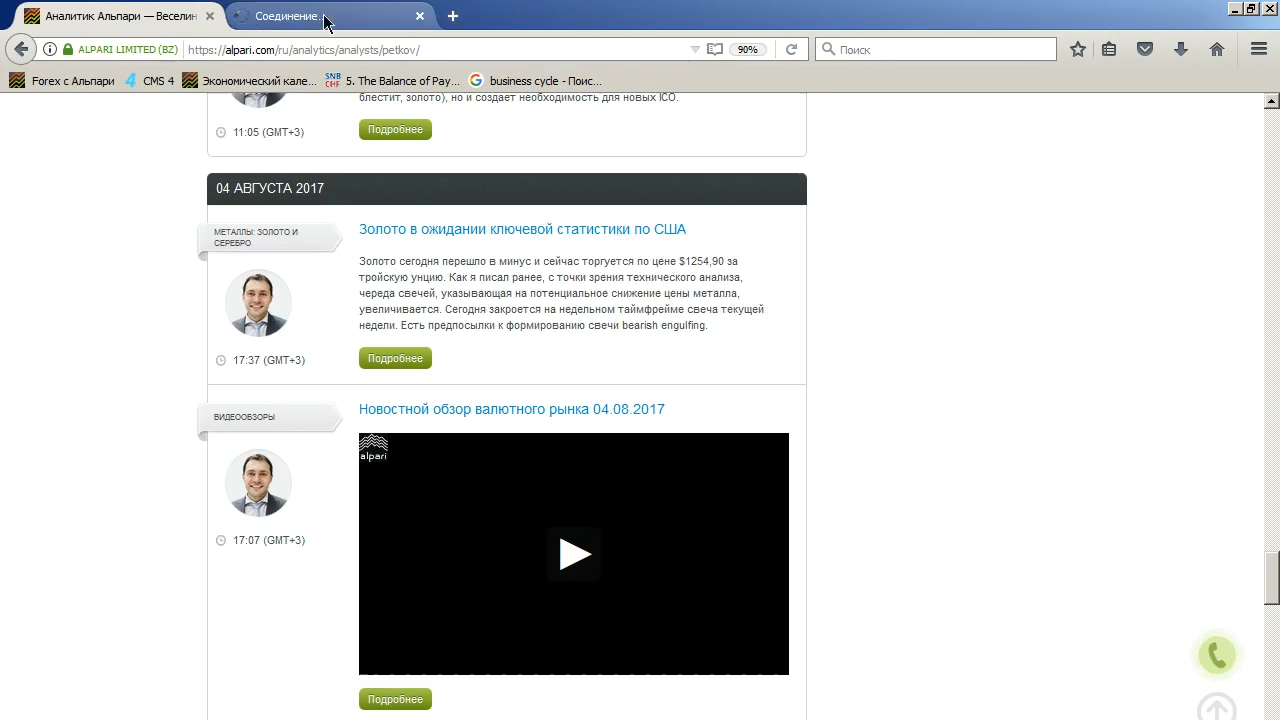 Аналитик Альпари — Веселин
Соединение…
ALPARI LIMITED (BZ)
https://alpari.com/ru/analytics/analysts/petkov/
90%
Поиск
Forex с Альпари
4 CMS 4
Экономический кале...
SNB
CHF
5. The Balance of Pay...
G business cycle - Поис...
блестит, золото), но и создает необходимость для новых ICO.
11:05 (GMT+3)
Подробнее
04 АВГУСТА 2017
МЕТАЛЛЫ: ЗОЛОТО И
СЕРЕБРО
Золото в ожидании ключевой статистики по США
Золото сегодня перешло в минус и сейчас торгуется по цене $1254,90 за
тройскую унцию. Как я писал ранее, с точки зрения технического анализа,
череда свечей, указывающая на потенциальное снижение цены металла,
увеличивается. Сегодня закроется на недельном таймфрейме свеча текущей
недели. Есть предпосылки к формированию свечи bearish engulfing.
17:37 (GMT+3)
Подробнее
ВИДЕООБЗОРЫ
Новостной обзор валютного рынка 04.08.2017
alpari
17:07 (GMT+3)
Подробнее